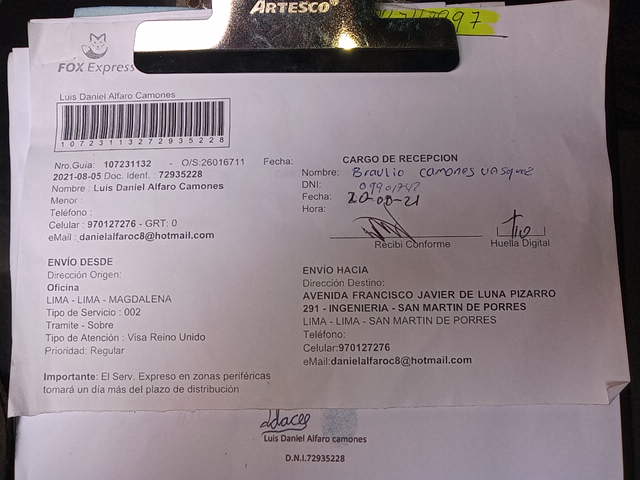 ARTESCO®
FOX Express
Luis Daniel Alfaro Camones
10723113272935228
Nro.Guia: 107231132 - O/S:26016711 Fecha:
2021-08-05 Doc. Ident. : 72935228
Nombre : Luis Daniel Alfaro Camones
Menor :
Teléfono :
Celular : 970127276 - GRT: 0
eMail : danielalfaroc8@hotmail.com
CARGO DE RECEPCION
Nombre: Braulio Camones Vasquez
DNI:
Fecha:
Hora:
Recibi Conforme
Tio
Huella Digital
ENVÍO DESDE
Dirección Origen:
Oficina
LIMA - LIMA - MAGDALENA
Tipo de Servicio : 002
Tramite - Sobre
Tipo de Atención : Visa Reino Unido
Prioridad: Regular
ENVÍO HACIA
Dirección Destino:
AVENIDA FRANCISCO JAVIER DE LUNA PIZARRO
291 - INGENIERIA - SAN MARTIN DE PORRES
LIMA - LIMA - SAN MARTIN DE PORRES
Teléfono:
Celular:970127276
eMail:danielalfaroc8@hotmail.com
Importante: El Serv. Expreso en zonas periféricas
tomará un día más del plazo de distribución
Luis Daniel Alfaro camones
D.N.I.72935228